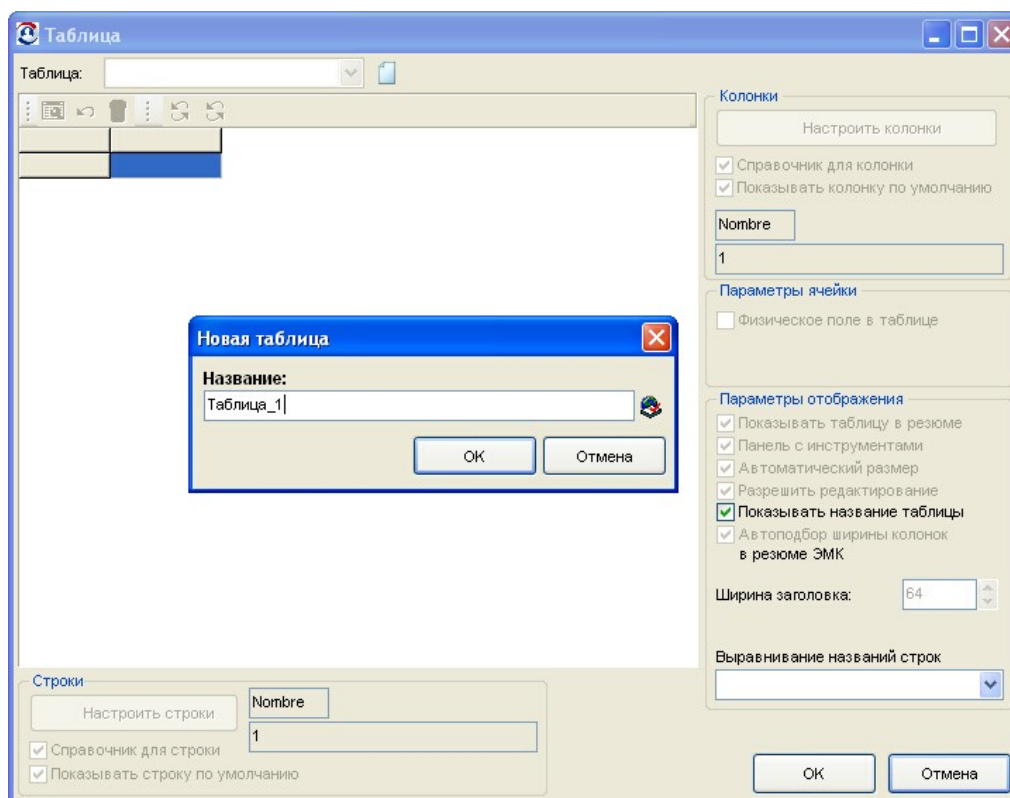 Таблица
Таблица:
Колонки
Настроить колонки
Справочник для колонки
Показывать колонку по умолчанию
Nombre
1
Параметры ячейки
Физическое поле в таблице
Новая таблица
Название:
Таблица_1
ОК
Отмена
Параметры отображения
Показывать таблицу в резюме
Панель с инструментами
Автоматический размер
Разрешить редактирование
Показывать название таблицы
Автоподбор ширины колонок
в резюме ЭМК
Ширина заголовка:
64
Выравнивание названий строк
Строки
Настроить строки
Nombre
1
Справочник для строки
Показывать строку по умолчанию
ОК
Отмена